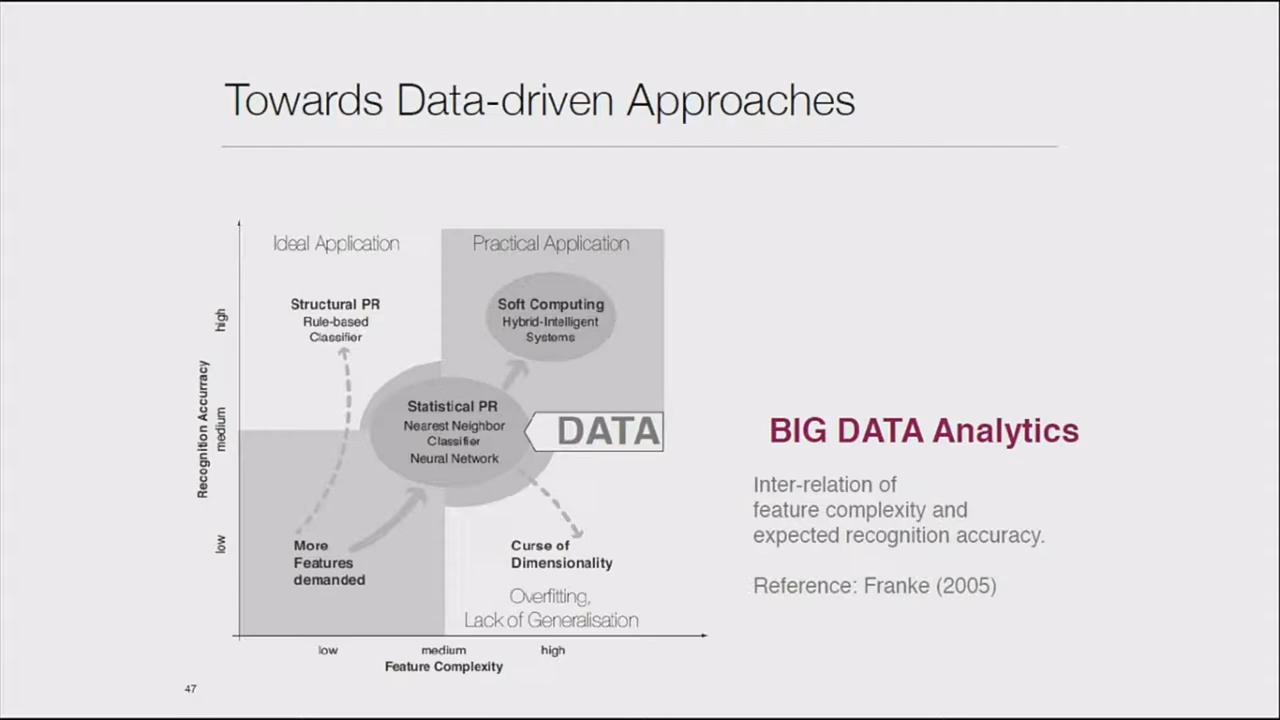 Towards Data-driven Approaches
Ideal Application
Practical Application
Structural PR
Rule-based
Classifier
Soft Computing
Hybrid-Intelligent
Systems
Statistical PR
Nearest Neighbor
Classifier
Neural Network
DATA
More
Features
demanded
Curse of
Dimensionality
Overfitting,
Lack of Generalisation
Recognition Accurracy
high
medium
low
low
medium
high
Feature Complexity
BIG DATA Analytics
Inter-relation of
feature complexity and
expected recognition accuracy.
Reference: Franke (2005)
47